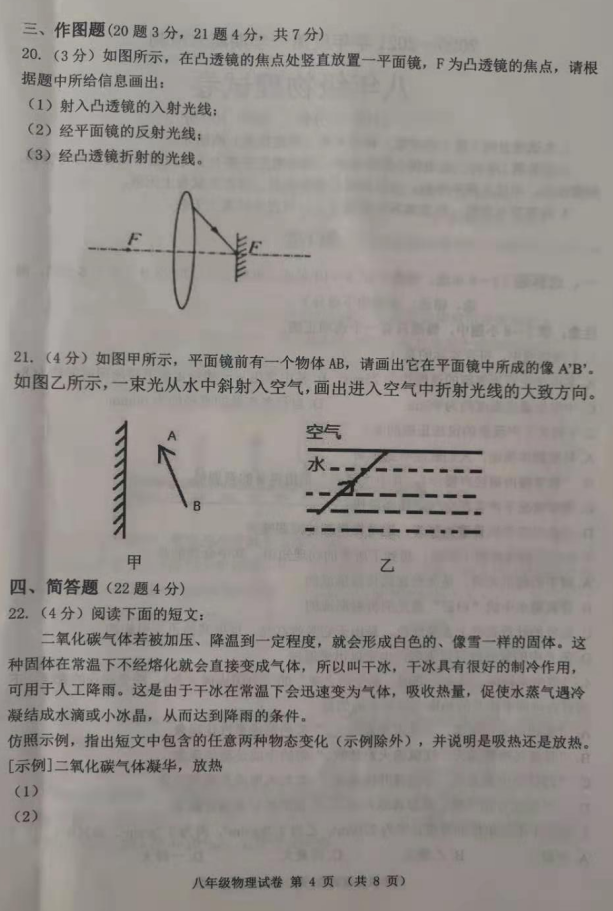 三、作图题(20 题 3 分，21 题 4 分，共 7 分)
20.（3 分）如图所示，在凸透镜的焦点处竖直放置一平面镜，F 为凸透镜的焦点，请根
据题中所给信息画出：
（1）射入凸透镜的入射光线；
（2）经平面镜的反射光线；
（3）经凸透镜折射的光线。
F F
21.（4 分）如图甲所示，平面镜前有一个物体 AB，请画出它在平面镜中所成的像 A'B'。
如图乙所示，一束光从水中斜射入空气，画出进入空气中折射光线的大致方向。
空气
A
水
B
甲 乙
四、简答题（22 题 4 分）
22.（4 分）阅读下面的短文：
二氧化碳气体若被加压、降温到一定程度，就会形成白色的、像雪一样的固体。这
种固体在常温下不经熔化就会直接变成气体，所以叫干冰，干冰具有很好的制冷作用，
可用于人工降雨。这是由于干冰在常温下会迅速变为气体，吸收热量，促使水蒸气遇冷
凝结成水滴或小冰晶，从而达到降雨的条件。
仿照示例，指出短文中包含的任意两种物态变化（示例除外），并说明是吸热还是放热。
[示例]二氧化碳气体凝华，放热
（1）
（2）
八年级物理试卷 第 4 页 （共 8 页）